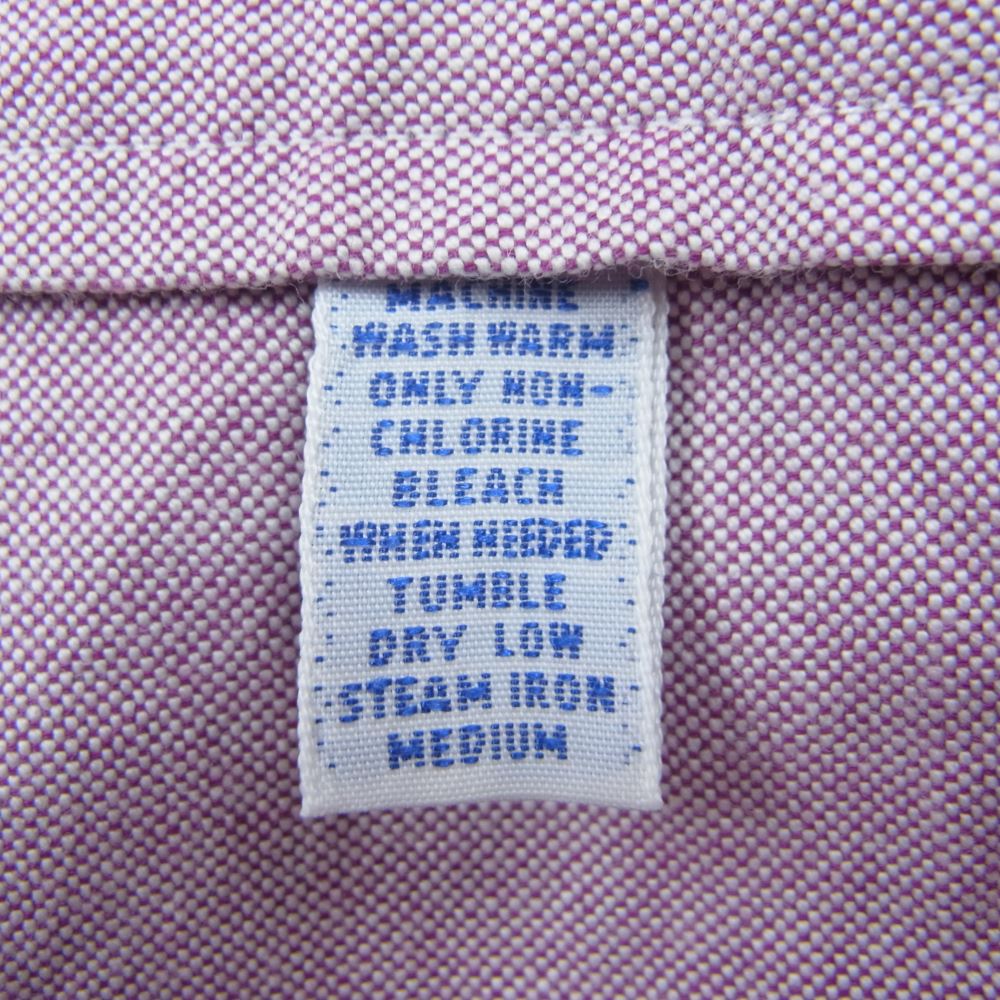 MACHINE
WASH WARM
ONLY NON-
CHLORINE
BLEACH
WHEN NEEDED
TUMBLE
DRY LOW
STEAM IRON
MEDIUM